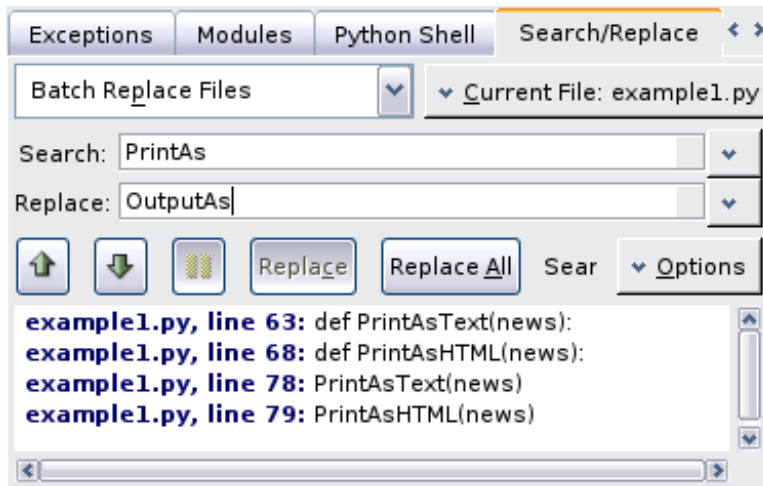 Exceptions Modules Python Shell Search/Replace
Batch Replace Files Current File: example1.py
Search: PrintAs
Replace: OutputAs
Replace Replace All Sear Options
example1.py, line 63: def PrintAsText(news):
example1.py, line 68: def PrintAsHTML(news):
example1.py, line 78: PrintAsText(news)
example1.py, line 79: PrintAsHTML(news)